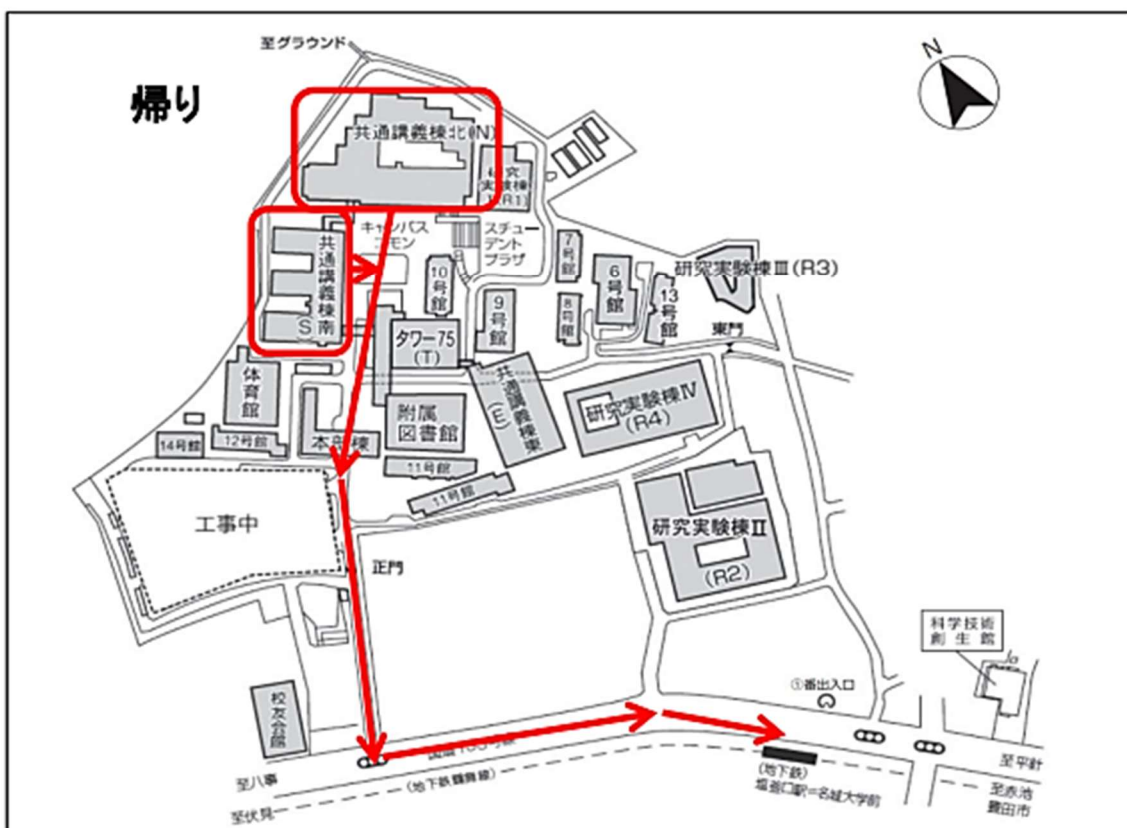 至グラウンド
N
帰り
共通講義棟北(N)
研究
実験棟
I(R1)
キャンパス
コモン
スチュー
デント
プラザ
共通講義棟南
(S)
10号館
7号館
6号館
研究実験棟Ⅲ(R3)
13号館
9号館
8号館
東門
タワー75
(T)
体育館
共通講義棟東
(E)
研究実験棟Ⅳ
(R4)
附属
図書館
本部棟
14号館
12号館
11号館
11号館
工事中
研究実験棟Ⅱ
(R2)
正門
科学技術
創生館
①番出入口
校友会館
至八事
(地下鉄鶴舞線)
至伏見
(地下鉄)
塩釜口駅=名城大学前
至平針
至赤池
豊田市